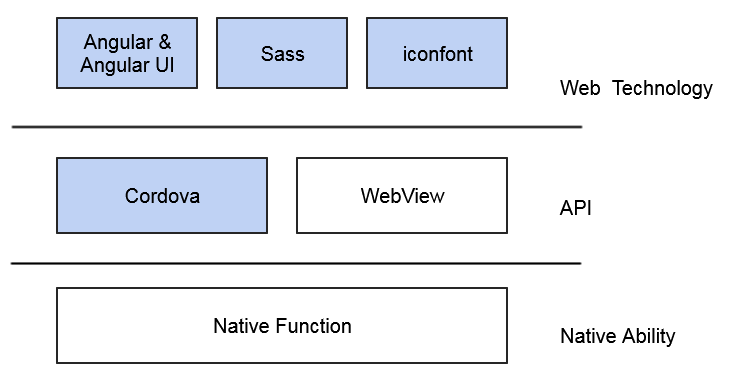 Angular &
Angular UI
Sass
iconfont
Web Technology
Cordova
WebView
API
Native Function
Native Ability